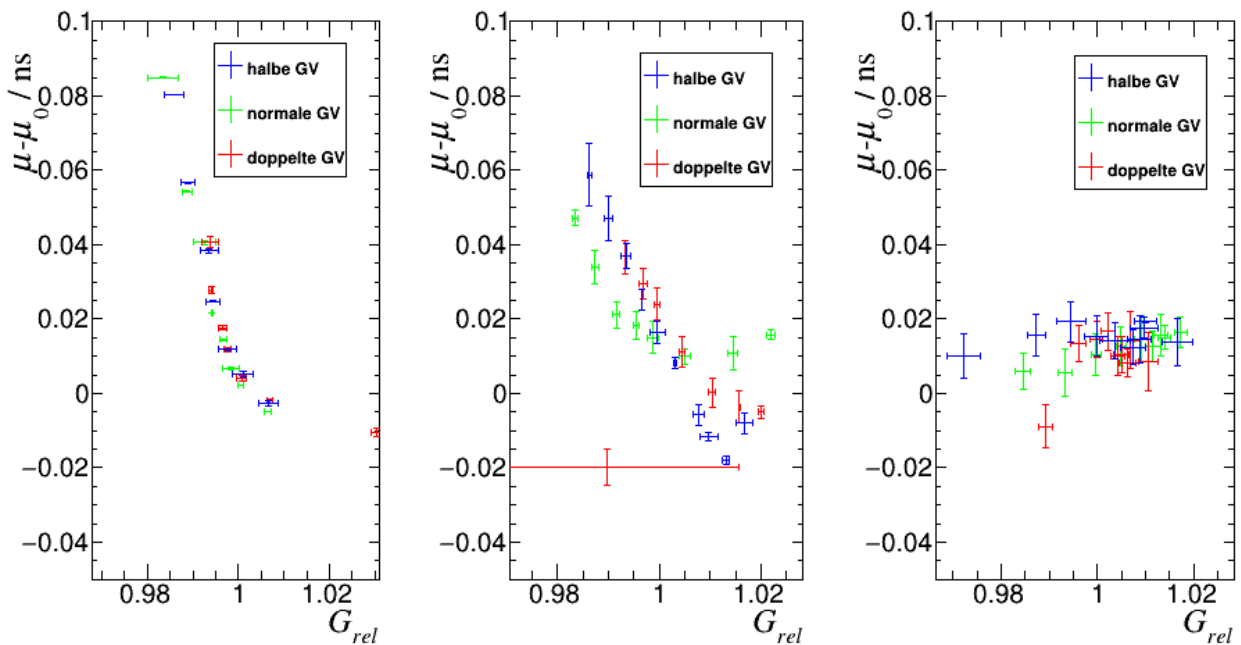 μ-μ0 / ns
0.1
0.08
0.06
0.04
0.02
0
−0.02
−0.04
0.98
1
1.02
Grel
halbe GV
normale GV
doppelte GV
μ-μ0 / ns
0.1
0.08
0.06
0.04
0.02
0
−0.02
−0.04
0.98
1
1.02
Grel
halbe GV
normale GV
doppelte GV
μ-μ0 / ns
0.1
0.08
0.06
0.04
0.02
0
−0.02
−0.04
0.98
1
1.02
Grel
halbe GV
normale GV
doppelte GV